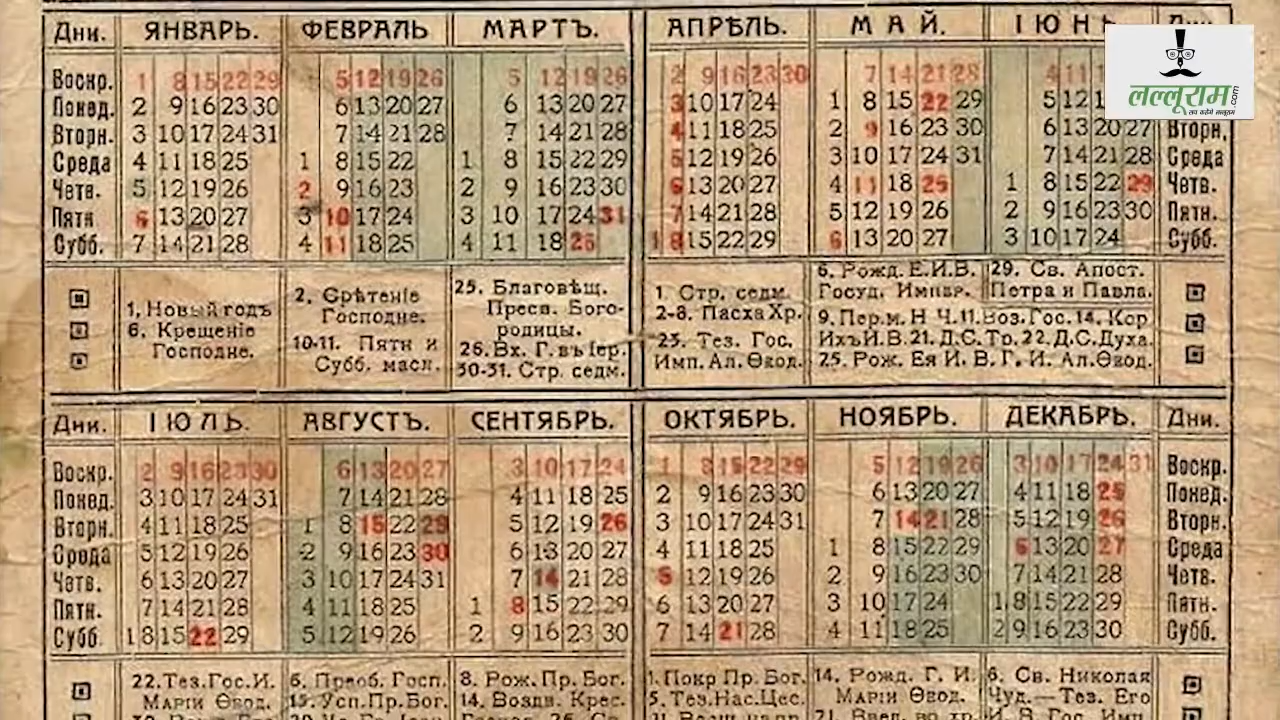 Дни. ЯНВАРЬ. ФЕВРАЛЬ МАРТЪ. АПРѢЛЬ. МАЙ.
लल्लूराम.com
Воскр. 1 8 15 22 29 5 12 19 26 5 12 19 26 2 9 16 23 30 7 14 21 28 4 11
Понед. 2 9 16 23 30 6 13 20 27 6 13 20 27 3 10 17 24 1 8 15 22 29 5 12
Вторн. 3 10 17 24 31 7 14 21 28 7 14 21 28 4 11 18 25 2 9 16 23 30 6 13 20 27 Вторн.
Среда 4 11 18 25 1 8 15 22 1 8 15 22 29 5 12 19 26 3 10 17 24 31 7 14 21 28 Среда
Четв. 5 12 19 26 2 9 16 23 2 9 16 23 30 6 13 20 27 4 11 18 25 1 8 15 22 29 Четв.
Пятн 6 13 20 27 3 10 17 24 3 10 17 24 31 7 14 21 28 5 12 19 26 2 9 16 23 30 Пятн.
Субб. 7 14 21 28 4 11 18 25 4 11 18 25 1 8 15 22 29 6 13 20 27 3 10 17 24 Субб.
1, Новый годъ
6. Крещеніе
Господне.
2, Срѣтеніе
Господне.
10-11. Пятн и
Субб. масл.
25. Благовѣщ.
Пресв. Бого-
родицы.
26. Вх. Г. въ Іер.
30-31. Стр. седм.
1. Стр. седм.
2-8. Пасха Хр.
23. Тез. Гос.
Имп. Ал. Ѳеод.
6. Рожд. Е.И.В. 29. Св. Апост.
Госуд. Импер. Петра и Павла.
9. Пер. м. Н Ч. 11. Воз. Гос. 14. Кор
Ихъ И. В. 21. Д.С. Тр. 22. Д.С. Духа.
25. Рож. Ея И. В. Г. И. Ал. Ѳеод.
Дни. ІЮЛЬ. АВГУСТЪ. СЕНТЯБРЬ. ОКТЯБРЬ. НОЯБРЬ. ДЕКАБРЬ. Дни.
Воскр. 2 9 16 23 30 6 13 20 27 3 10 17 24 1 8 15 22 29 5 12 19 26 3 10 17 24 31 Воскр.
Понед. 3 10 17 24 31 7 14 21 28 4 11 18 25 2 9 16 23 30 6 13 20 27 4 11 18 25 Понед.
Вторн. 4 11 18 25 1 8 15 22 29 5 12 19 26 3 10 17 24 31 7 14 21 28 5 12 19 26 Вторн.
Среда 5 12 19 26 2 9 16 23 30 6 13 20 27 4 11 18 25 1 8 15 22 29 6 13 20 27 Среда
Четв. 6 13 20 27 3 10 17 24 31 7 14 21 28 5 12 19 26 2 9 16 23 30 7 14 21 28 Четв.
Пятн. 7 14 21 28 4 11 18 25 1 8 15 22 29 6 13 20 27 3 10 17 24 1 8 15 22 29 Пятн.
Субб. 1 8 15 22 29 5 12 19 26 2 9 16 23 30 7 14 21 28 4 11 18 25 2 9 16 23 30 Субб.
22. Тез. Гос. И.
Маріи Ѳеод.
6. Преоб. Госп.
15. Усп. Пр. Бог.
8. Рож. Пр. Бог.
14. Воздв. Крес.
1. Покр Пр. Бог.
5. Тез. Нас. Цес.
14. Рожд. Г. И.
Маріи Ѳеод.
6. Св. Николая
Чуд.—Тез. Его